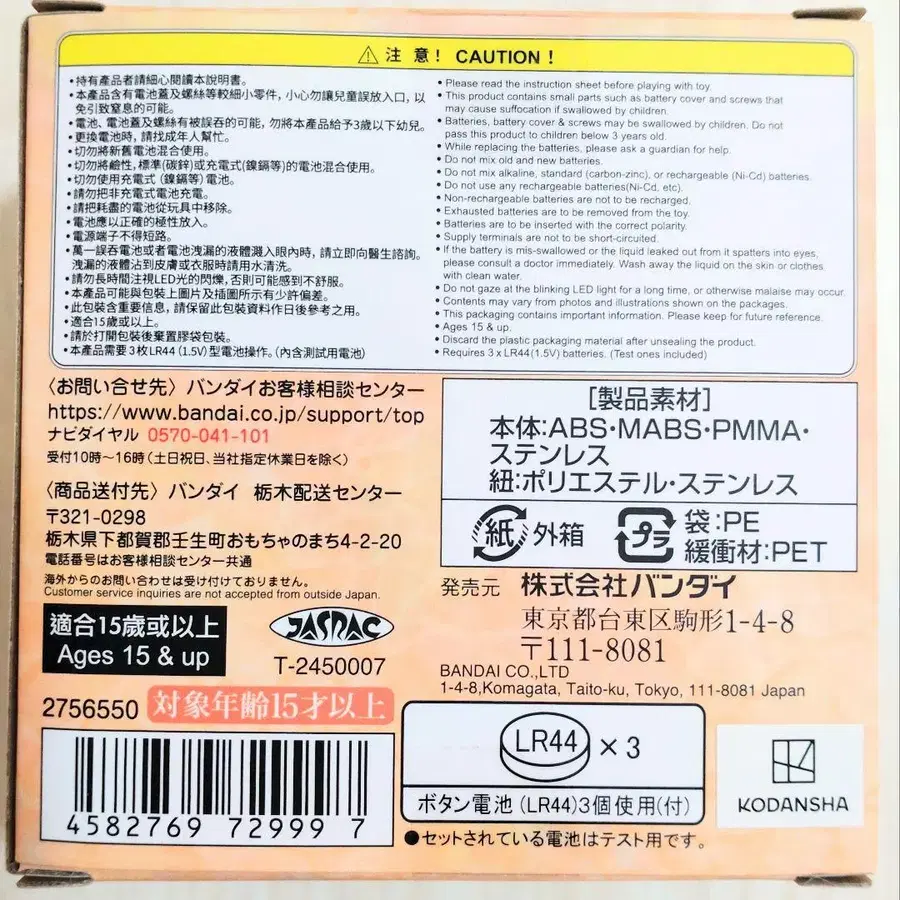 ⚠注 意! CAUTION !
•持有產品者請細心閱讀本說明書。
•本產品含有電池蓋及螺絲等較細小零件，小心勿讓兒童誤放入口，以
免引致窒息的可能。
•電池、電池蓋及螺絲有被誤吞的可能，勿將本產品給予3歲以下幼兒。
•更換電池時，請找成年人幫忙。
•切勿將新舊電池混合使用。
•切勿將鹼性，標準(碳鋅)或充電式(鎳鎘等)的電池混合使用。
•切勿使用充電式 (鎳鎘等) 電池。
•請勿把非充電式電池充電。
•請把耗盡的電池從玩具中移除。
•電池應以正確的極性放入。
•電源端子不得短路。
•萬一誤吞電池或者電池洩漏的液體濺入眼內時，請立即向醫生諮詢。
洩漏的液體沾到皮膚或衣服時請用水清洗。
•請勿長時間注視LED光的閃爍，否則可能感到不舒服。
•本產品可能與包裝上圖片及插圖所示有少許偏差。
•此包裝含重要信息，請保留此包裝資料作日後參考之用。
•適合15歲或以上。
•請於打開包裝後棄置膠袋包裝。
•本產品需要3枚LR44 (1.5V) 型電池操作。(內含測試用電池)
• Please read the instruction sheet before playing with toy.
• This product contains small parts such as battery cover and screws that
may cause suffocation if swallowed by children.
• Batteries, battery cover & screws may be swallowed by children. Do not
pass this product to children below 3 years old.
• While replacing the batteries, please ask a guardian for help.
• Do not mix old and new batteries.
• Do not mix alkaline, standard (carbon-zinc), or rechargeable (Ni-Cd) batteries.
• Do not use any rechargeable batteries(Ni-Cd, etc).
• Non-rechargeable batteries are not to be recharged.
• Exhausted batteries are to be removed from the toy.
• Batteries are to be inserted with the correct polarity.
• Supply terminals are not to be short-circuited.
• If the battery is mis-swallowed or the liquid leaked out from it spatters into eyes,
please consult a doctor immediately. Wash away the liquid on the skin or clothes
with clean water.
• Do not gaze at the blinking LED light for a long time, or otherwise malaise may occur.
• Contents may vary from photos and illustrations shown on the packages.
• This packaging contains important information. Please keep for future reference.
• Ages 15 & up.
• Discard the plastic packaging material after unsealing the product.
• Requires 3 x LR44(1.5V) batteries. (Test ones included)
〈お問い合せ先〉バンダイお客様相談センター
https://www.bandai.co.jp/support/top
ナビダイヤル 0570-041-101
受付10時～16時(土日祝日、当社指定休業日を除く)
〈商品送付先〉バンダイ 栃木配送センター
〒321-0298
栃木県下都賀郡壬生町おもちゃのまち4-2-20
電話番号はお客様相談センター共通
海外からのお問い合わせは受け付けておりません。
Customer service inquiries are not accepted from outside Japan.
[製品素材]
本体:ABS・MABS・PMMA・
ステンレス
紐:ポリエステル・ステンレス
紙 外箱
プラ 袋:PE
緩衝材:PET
発売元 株式会社バンダイ
東京都台東区駒形1-4-8
〒111-8081
BANDAI CO.,LTD
1-4-8,Komagata, Taito-ku, Tokyo, 111-8081 Japan
適合15歲或以上
Ages 15 & up
JASRAC
T-2450007
2756550 対象年齢15才以上
4582769 72999 7
LR44 × 3
ボタン電池 (LR44)3個使用(付)
●セットされている電池はテスト用です。
KODANSHA